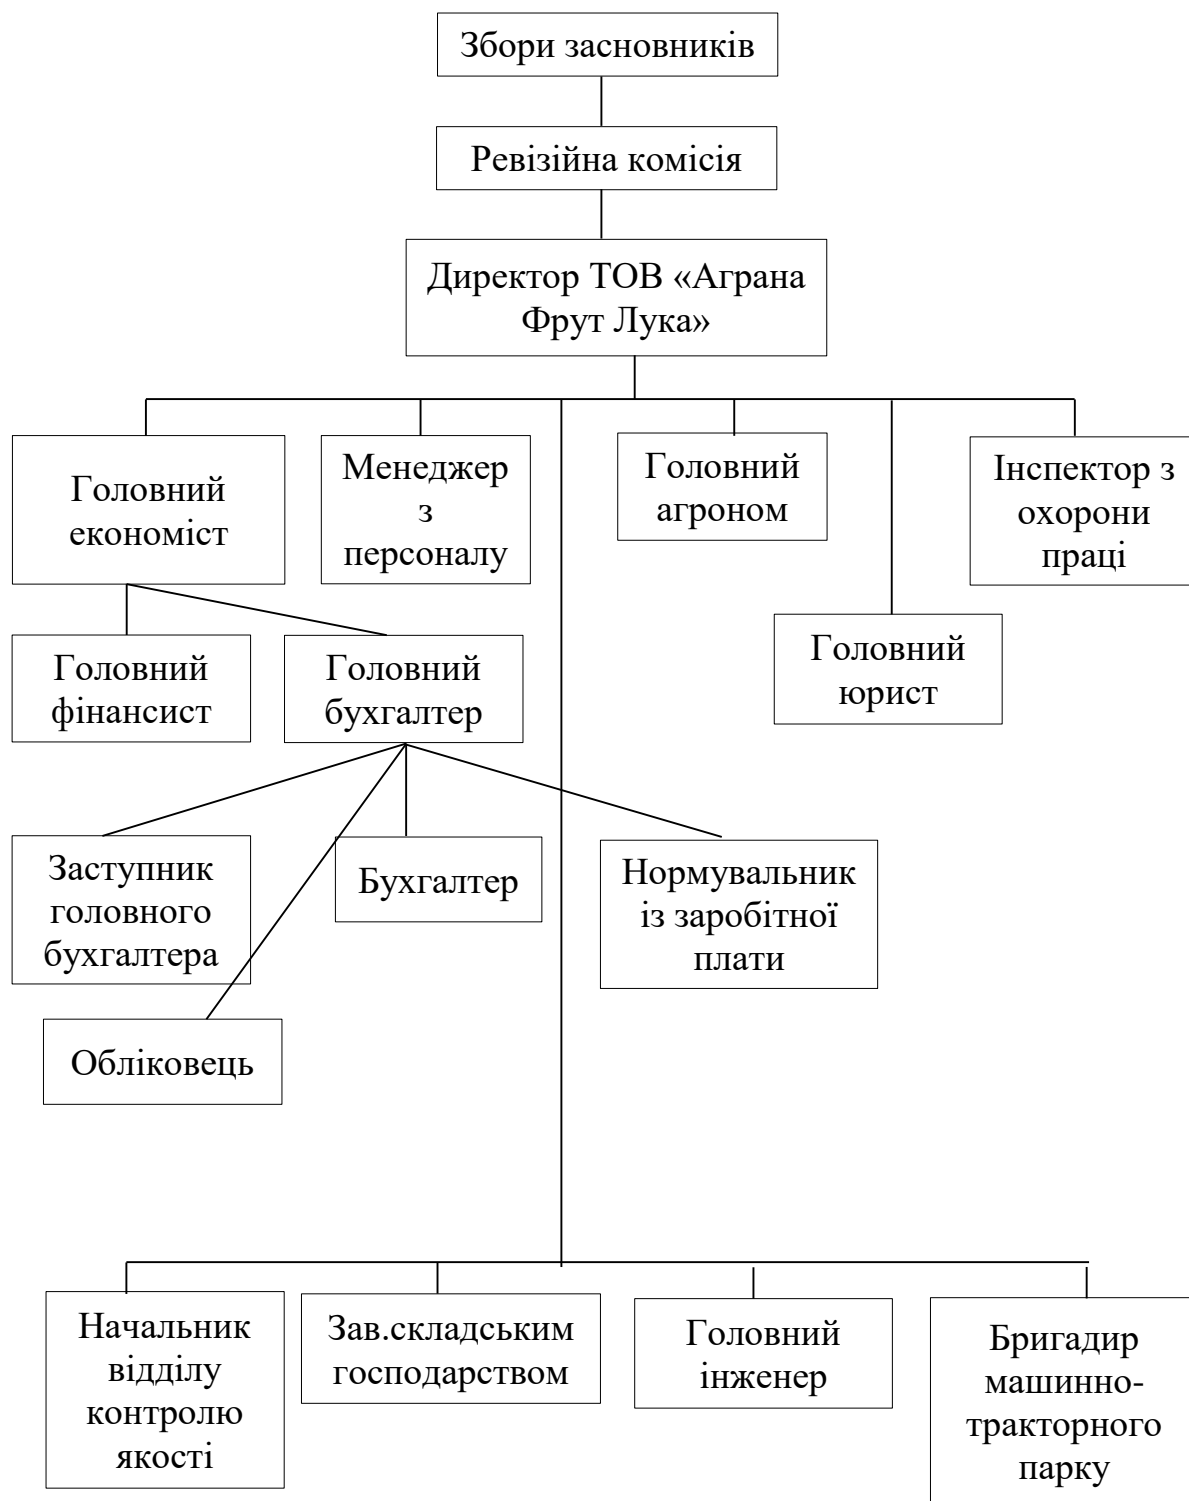 Збори засновників
Ревізійна комісія
Директор ТОВ «Аграна
Фрут Лука»
Головний
економіст
Менеджер
з
персоналу
Головний
агроном
Інспектор з
охорони
праці
Головний
фінансист
Головний
бухгалтер
Головний
юрист
Заступник
головного
бухгалтера
Бухгалтер
Нормувальник
із заробітної
плати
Обліковець
Начальник
відділу
контролю
якості
Зав.складським
господарством
Головний
інженер
Бригадир
машинно-
тракторного
парку